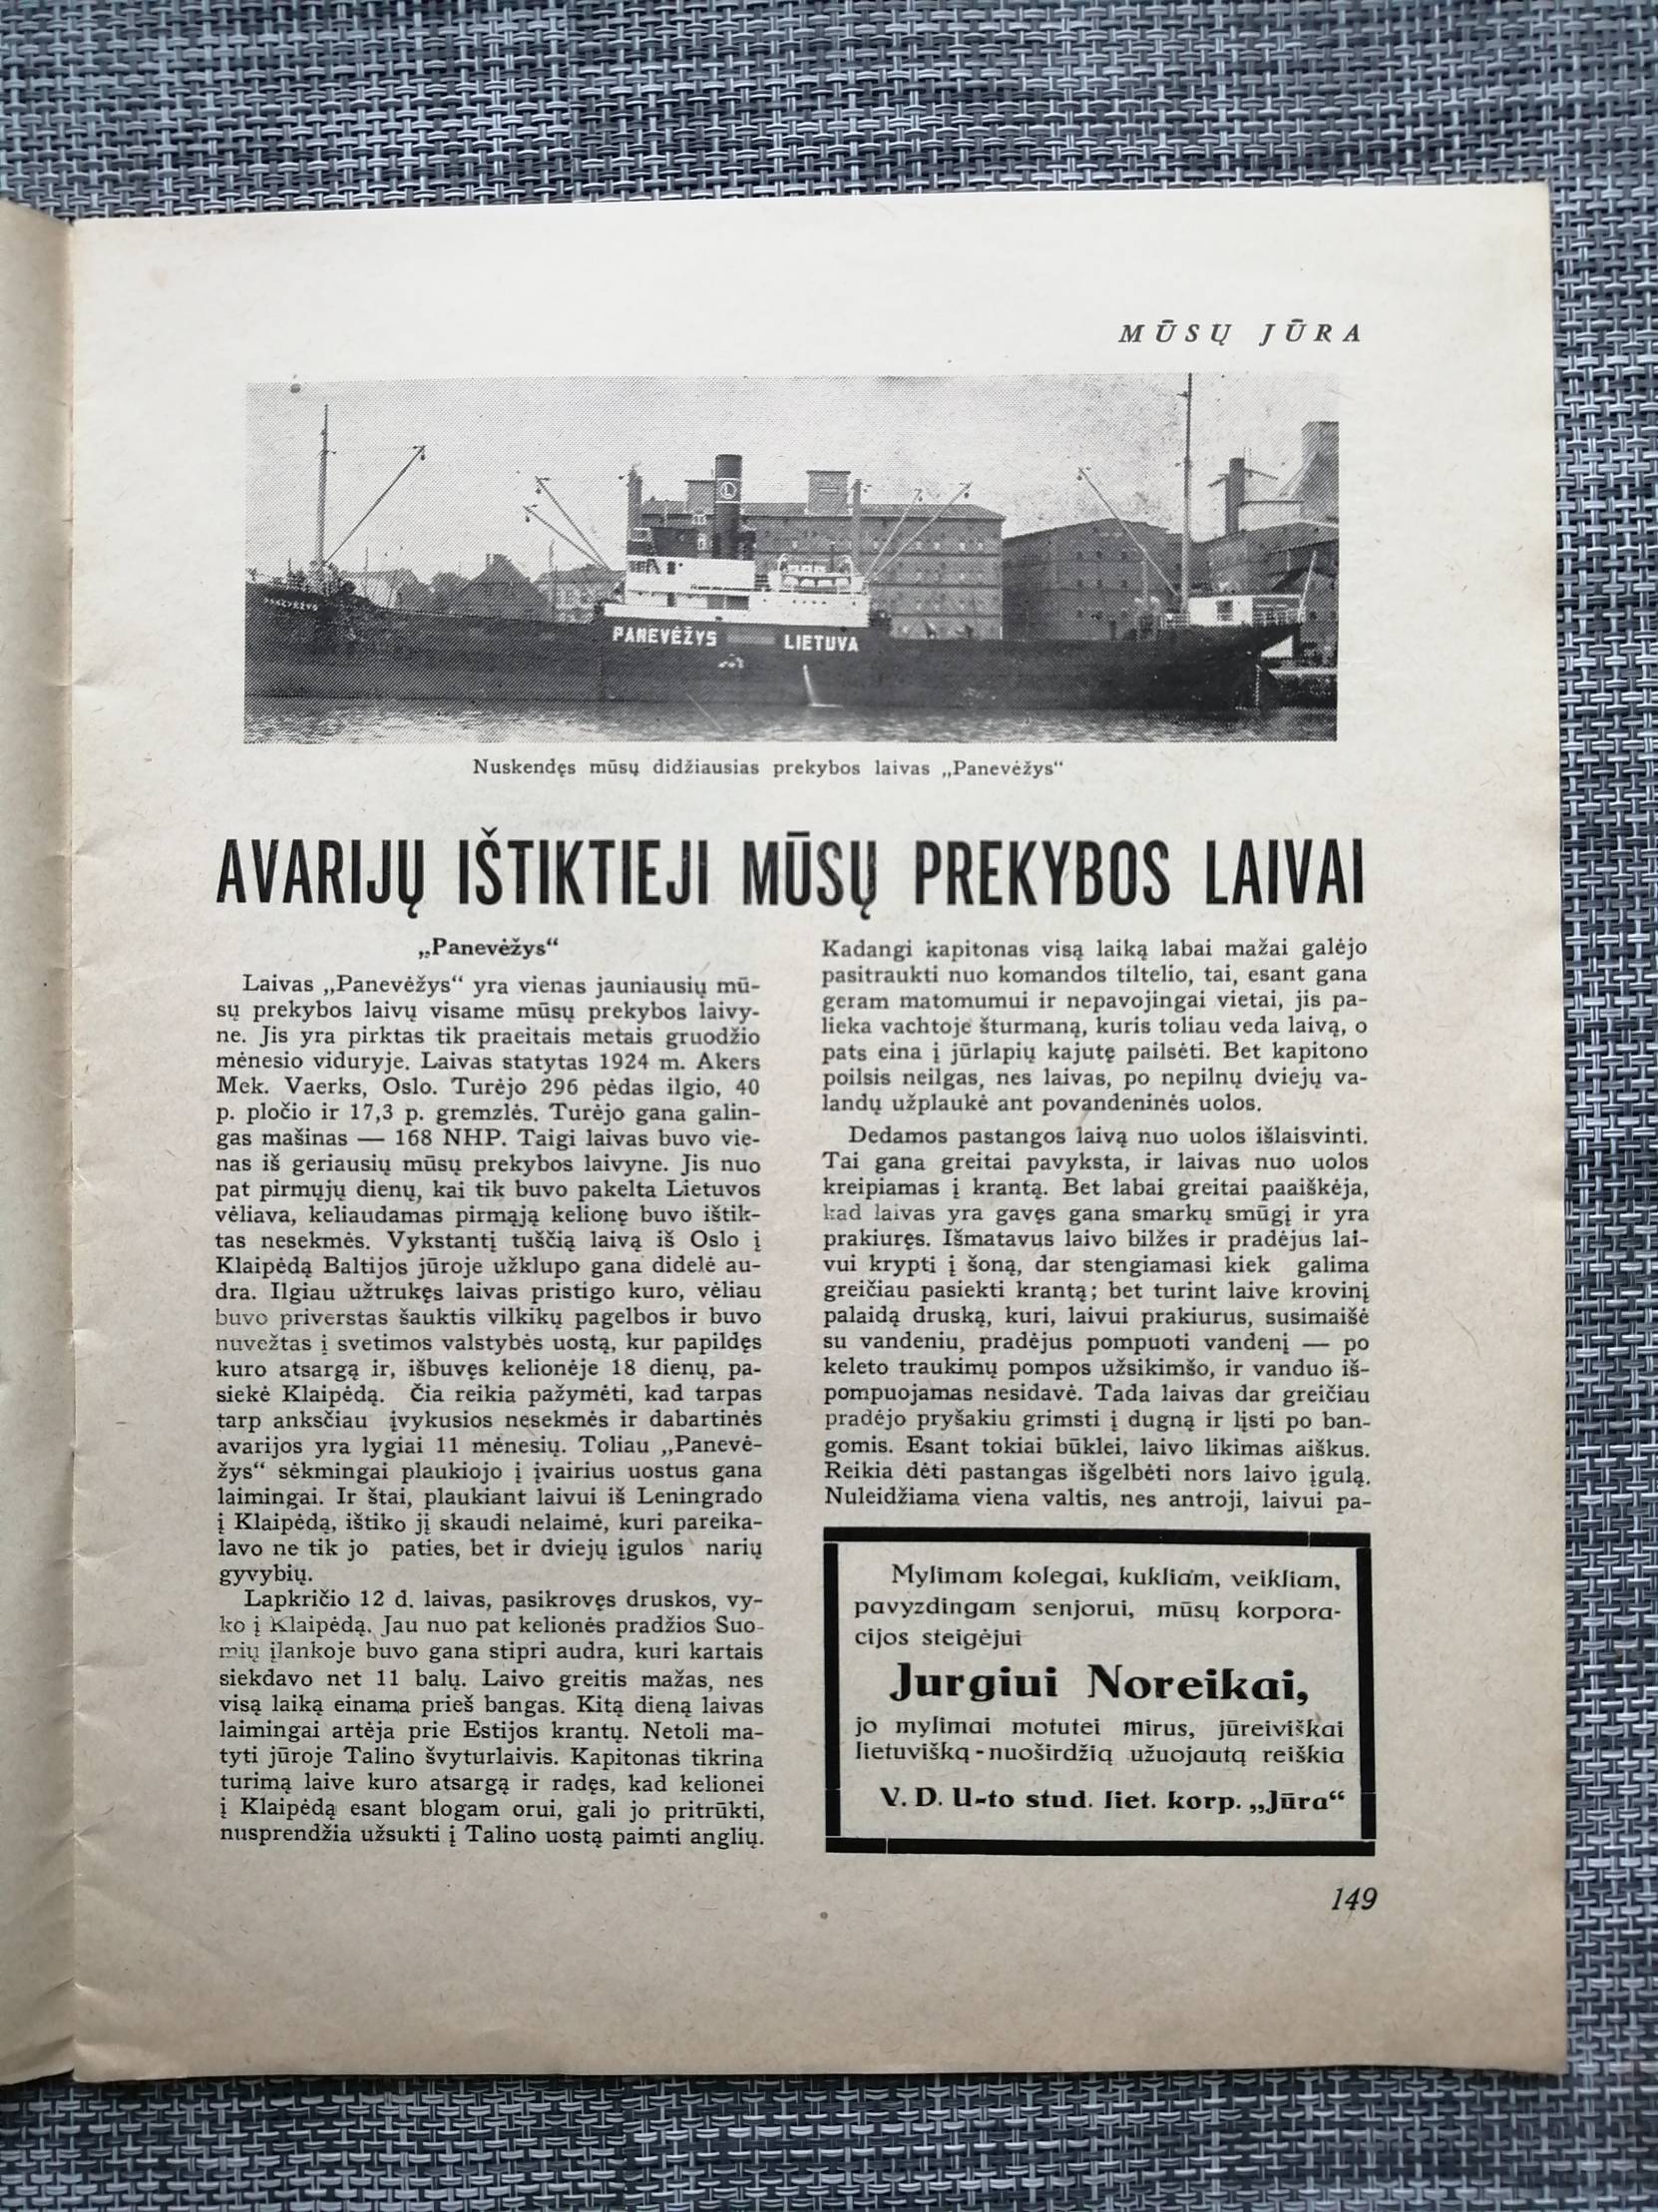 MŪSŲ JŪRA
PANEVĖŽYS
PANEVĖŽYS LIETUVA
Nuskendęs mūsų didžiausias prekybos laivas „Panevėžys“
AVARIJŲ IŠTIKTIEJI MŪSŲ PREKYBOS LAIVAI
„Panevėžys“
Laivas „Panevėžys“ yra vienas jauniausių mū-
sų prekybos laivų visame mūsų prekybos laivy-
ne. Jis yra pirktas tik praeitais metais gruodžio
mėnesio viduryje. Laivas statytas 1924 m. Akers
Mek. Vaerks, Oslo. Turėjo 296 pėdas ilgio, 40
p. pločio ir 17,3 p. gremzlės. Turėjo gana galin-
gas mašinas — 168 NHP. Taigi laivas buvo vie-
nas iš geriausių mūsų prekybos laivyne. Jis nuo
pat pirmųjų dienų, kai tik buvo pakelta Lietuvos
vėliava, keliaudamas pirmąją kelionę buvo ištik-
tas nesekmės. Vykstantį tuščią laivą iš Oslo į
Klaipėdą Baltijos jūroje užklupo gana didelė au-
dra. Ilgiau užtrukęs laivas pristigo kuro, vėliau
buvo priverstas šauktis vilkikų pagelbos ir buvo
nuvežtas į svetimos valstybės uostą, kur papildęs
kuro atsargą ir, išbuvęs kelionėje 18 dienų, pa-
siekė Klaipėdą. Čia reikia pažymėti, kad tarpas
tarp anksčiau įvykusios nesekmės ir dabartinės
avarijos yra lygiai 11 mėnesių. Toliau „Panevė-
žys“ sėkmingai plaukiojo į įvairius uostus gana
laimingai. Ir štai, plaukiant laivui iš Leningrado
į Klaipėdą, ištiko jį skaudi nelaimė, kuri pareika-
lavo ne tik jo paties, bet ir dviejų įgulos narių
gyvybių.
Lapkričio 12 d. laivas, pasikrovęs druskos, vy-
ko į Klaipėdą. Jau nuo pat kelionės pradžios Suo-
mių įlankoje buvo gana stipri audra, kuri kartais
siekdavo net 11 balų. Laivo greitis mažas, nes
visą laiką einama prieš bangas. Kitą dieną laivas
laimingai artėja prie Estijos krantų. Netoli ma-
tyti jūroje Talino švyturlaivis. Kapitonas tikrina
turimą laive kuro atsargą ir radęs, kad kelionei
į Klaipėdą esant blogam orui, gali jo pritrūkti,
nusprendžia užsukti į Talino uostą paimti anglių.
Kadangi kapitonas visą laiką labai mažai galėjo
pasitraukti nuo komandos tiltelio, tai, esant gana
geram matomumui ir nepavojingai vietai, jis pa-
lieka vachtoje šturmaną, kuris toliau veda laivą, o
pats eina į jūrlapių kajutę pailsėti. Bet kapitono
poilsis neilgas, nes laivas, po nepilnų dviejų va-
landų užplaukė ant povandeninės uolos.
Dedamos pastangos laivą nuo uolos išlaisvinti.
Tai gana greitai pavyksta, ir laivas nuo uolos
kreipiamas į krantą. Bet labai greitai paaiškėja,
kad laivas yra gavęs gana smarkų smūgį ir yra
prakiuręs. Išmatavus laivo bilžes ir pradėjus lai-
vui krypti į šoną, dar stengiamasi kiek galima
greičiau pasiekti krantą; bet turint laive krovinį
palaidą druską, kuri, laivui prakiurus, susimaišė
su vandeniu, pradėjus pompuoti vandenį — po
keleto traukimų pompos užsikimšo, ir vanduo iš-
pompuojamas nesidavė. Tada laivas dar greičiau
pradėjo pryšakiu grimsti į dugną ir lįsti po ban-
gomis. Esant tokiai būklei, laivo likimas aiškus.
Reikia dėti pastangas išgelbėti nors laivo įgulą.
Nuleidžiama viena valtis, nes antroji, laivui pa-
Mylimam kolegai, kukliam, veikliam,
pavyzdingam senjorui, mūsų korpora-
cijos steigėjui
Jurgiui Noreikai,
jo mylimai motutei mirus, jūreiviškai
lietuvišką - nuoširdžią užuojautą reiškia
V. D. U-to stud. liet. korp. „Jūra“
149